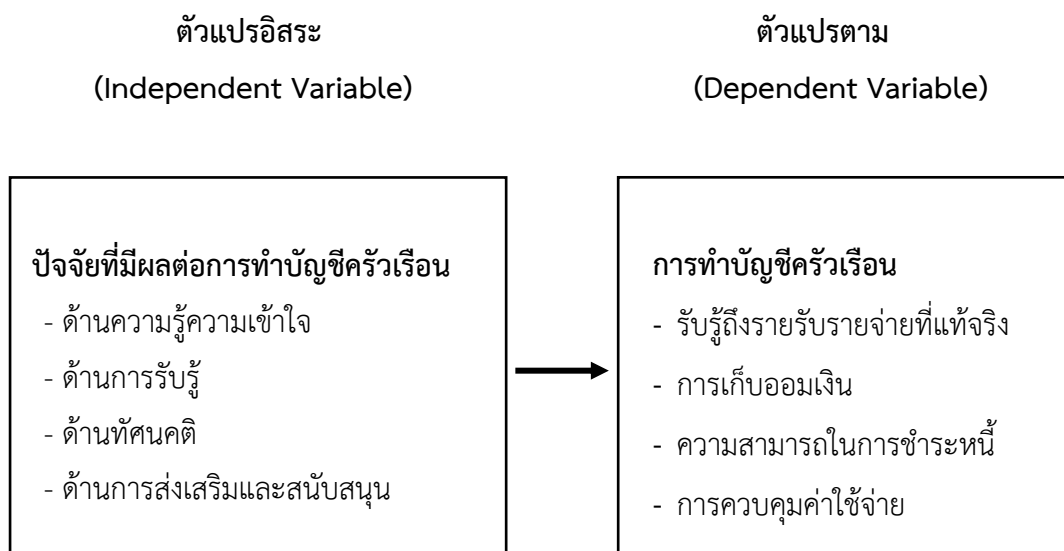 ตัวแปรอิสระ
(Independent Variable)
ตัวแปรตาม
(Dependent Variable)
ปัจจัยที่มีผลต่อการทำบัญชีครัวเรือน
- ด้านความรู้ความเข้าใจ
- ด้านการรับรู้
- ด้านทัศนคติ
- ด้านการส่งเสริมและสนับสนุน
การทำบัญชีครัวเรือน
- รับรู้ถึงรายรับรายจ่ายที่แท้จริง
- การเก็บออมเงิน
- ความสามารถในการชำระหนี้
- การควบคุมค่าใช้จ่าย